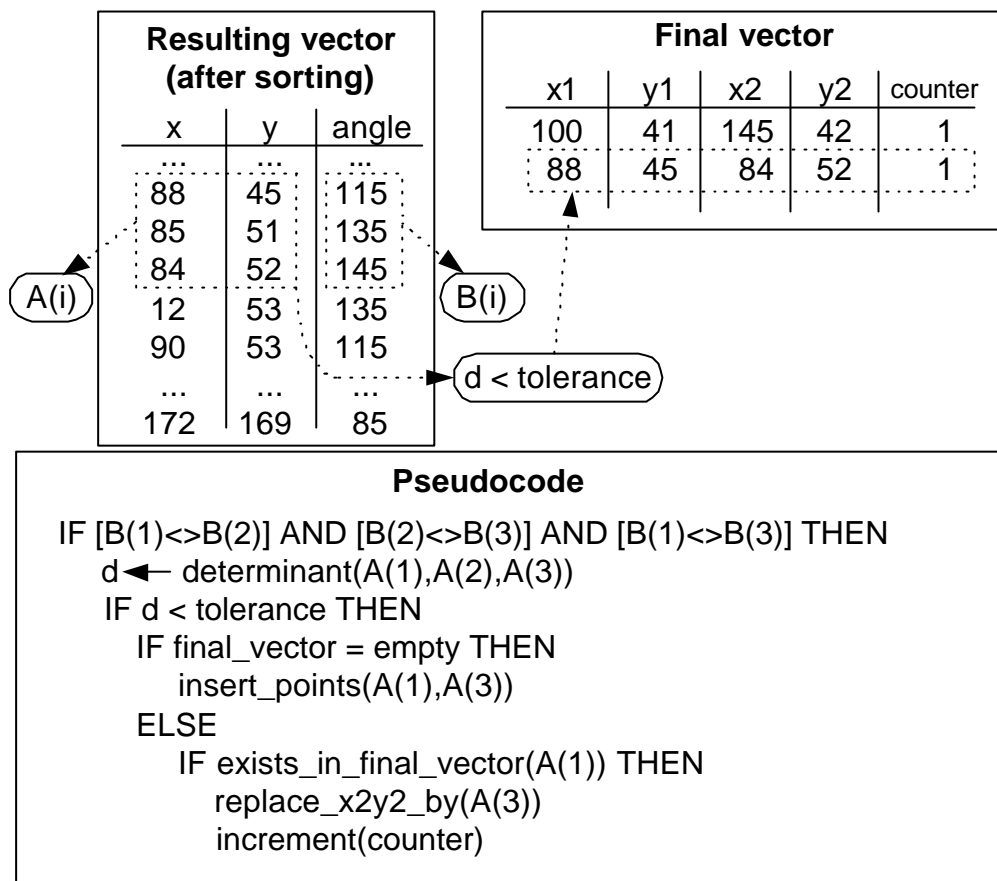 Resulting vector
(after sorting)
x y angle
... ... ...
88 45 115
85 51 135
84 52 145
12 53 135
90 53 115
... ... ...
172 169 85
A(i)
B(i)
d < tolerance
Final vector
x1 y1 x2 y2 counter
100 41 145 42 1
88 45 84 52 1
Pseudocode
IF [B(1)<>B(2)] AND [B(2)<>B(3)] AND [B(1)<>B(3)] THEN
d ← determinant(A(1),A(2),A(3))
IF d < tolerance THEN
IF final_vector = empty THEN
insert_points(A(1),A(3))
ELSE
IF exists_in_final_vector(A(1)) THEN
replace_x2y2_by(A(3))
increment(counter)